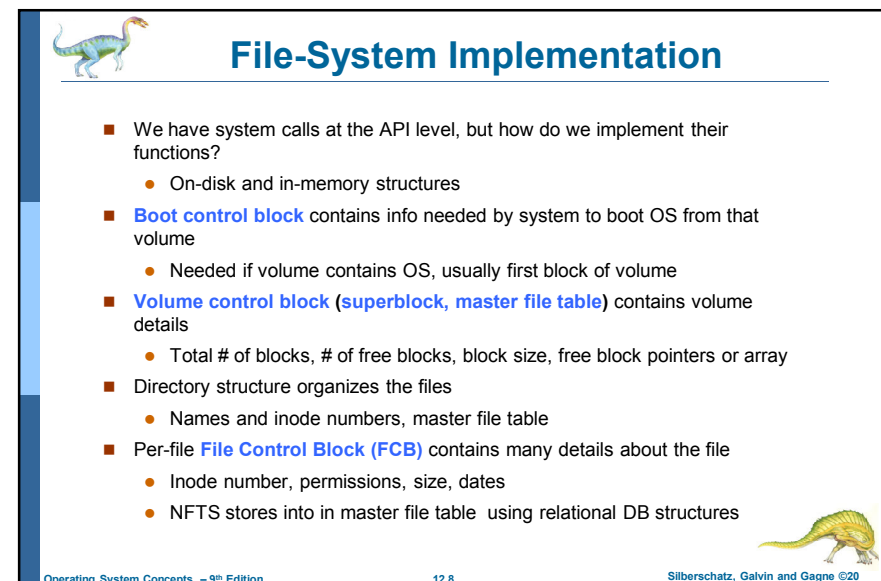 File-System Implementation
We have system calls at the API level, but how do we implement their
functions?
On-disk and in-memory structures
Boot control block contains info needed by system to boot OS from that
volume
Needed if volume contains OS, usually first block of volume
Volume control block (superblock, master file table) contains volume
details
Total # of blocks, # of free blocks, block size, free block pointers or array
Directory structure organizes the files
Names and inode numbers, master file table
Per-file File Control Block (FCB) contains many details about the file
Inode number, permissions, size, dates
NFTS stores into in master file table using relational DB structures
Operating System Concepts – 9th Edition 12.8 Silberschatz, Galvin and Gagne ©20